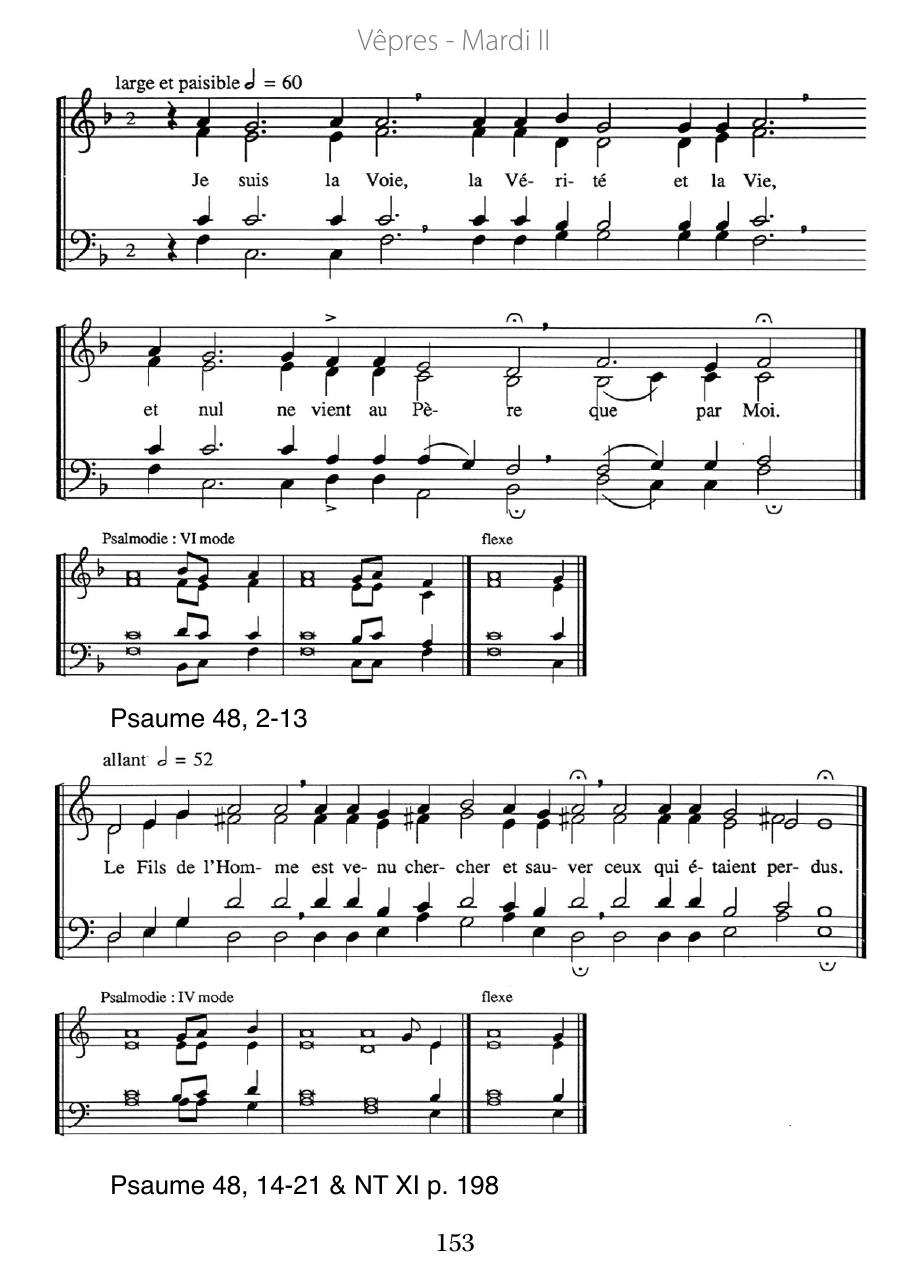 Vêpres - Mardi II
large et paisible = 60
2
Je suis la Voie, la Vé- ri- té et la Vie,
2
et nul ne vient au Pè- re que par Moi.
Psalmodie : VI mode flexe
Psaume 48, 2-13
allant = 52
Le Fils de l'Hom- me est ve- nu cher- cher et sau- ver ceux qui é- taient per- dus.
Psalmodie : IV mode flexe
Psaume 48, 14-21 & NT XI p. 198
153